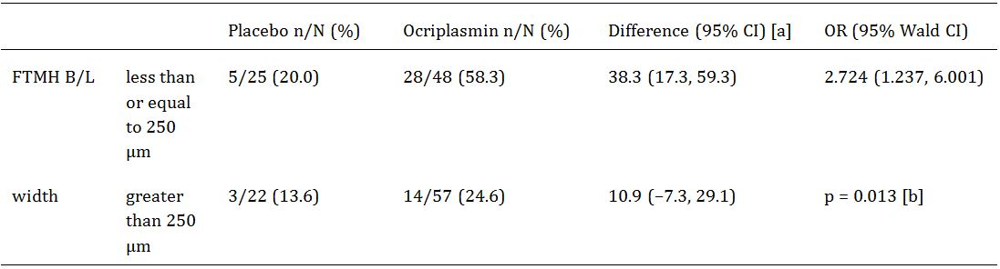 Placebo n/N (%) Ocriplasmin n/N (%) Difference (95% CI) [a] OR (95% Wald CI)
FTMH B/L less than 5/25 (20.0) 28/48 (58.3) 38.3 (17.3, 59.3) 2.724 (1.237, 6.001)
or equal
to 250
μm
width greater 3/22 (13.6) 14/57 (24.6) 10.9 (−7.3, 29.1) p = 0.013 [b]
than 250
μm